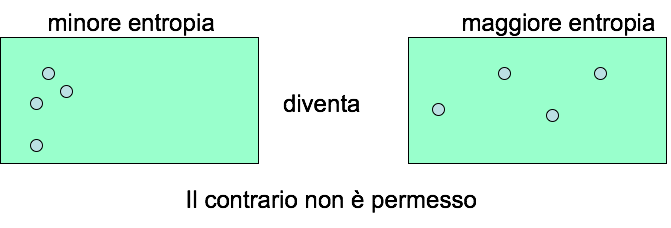 minore entropia
maggiore entropia
diventa
Il contrario non è permesso